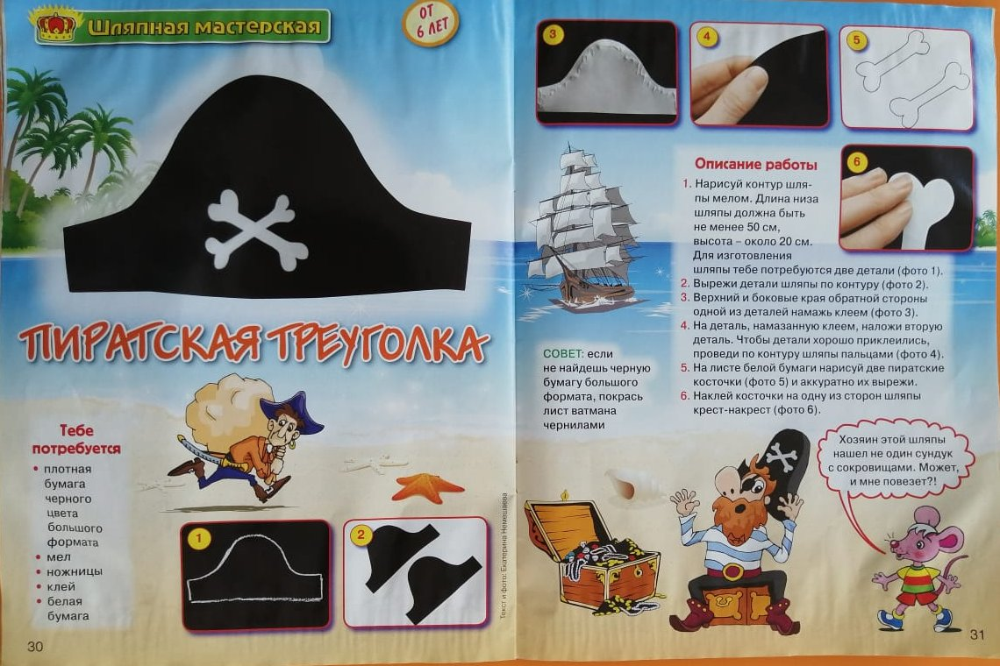 Шляпная мастерская
ОТ
6 ЛЕТ
ПИРАТСКАЯ ТРЕУГОЛКА
Тебе
потребуется
• плотная
бумага
черного
цвета
большого
формата
• мел
• ножницы
• клей
• белая
бумага
1
2
Текст и фото: Екатерина Немешаева
30
3
4
5
6
Описание работы
1. Нарисуй контур шля-
пы мелом. Длина низа
шляпы должна быть
не менее 50 см,
высота – около 20 см.
Для изготовления
шляпы тебе потребуются две детали (фото 1).
2. Вырежи детали шляпы по контуру (фото 2).
3. Верхний и боковые края обратной стороны
одной из деталей намажь клеем (фото 3).
4. На деталь, намазанную клеем, наложи вторую
деталь. Чтобы детали хорошо приклеились,
проведи по контуру шляпы пальцами (фото 4).
5. На листе белой бумаги нарисуй две пиратские
косточки (фото 5) и аккуратно их вырежи.
6. Наклей косточки на одну из сторон шляпы
крест-накрест (фото 6).
СОВЕТ: если
не найдешь черную
бумагу большого
формата, покрась
лист ватмана
чернилами
Хозяин этой шляпы
нашел не один сундук
с сокровищами. Может,
и мне повезет?!
31